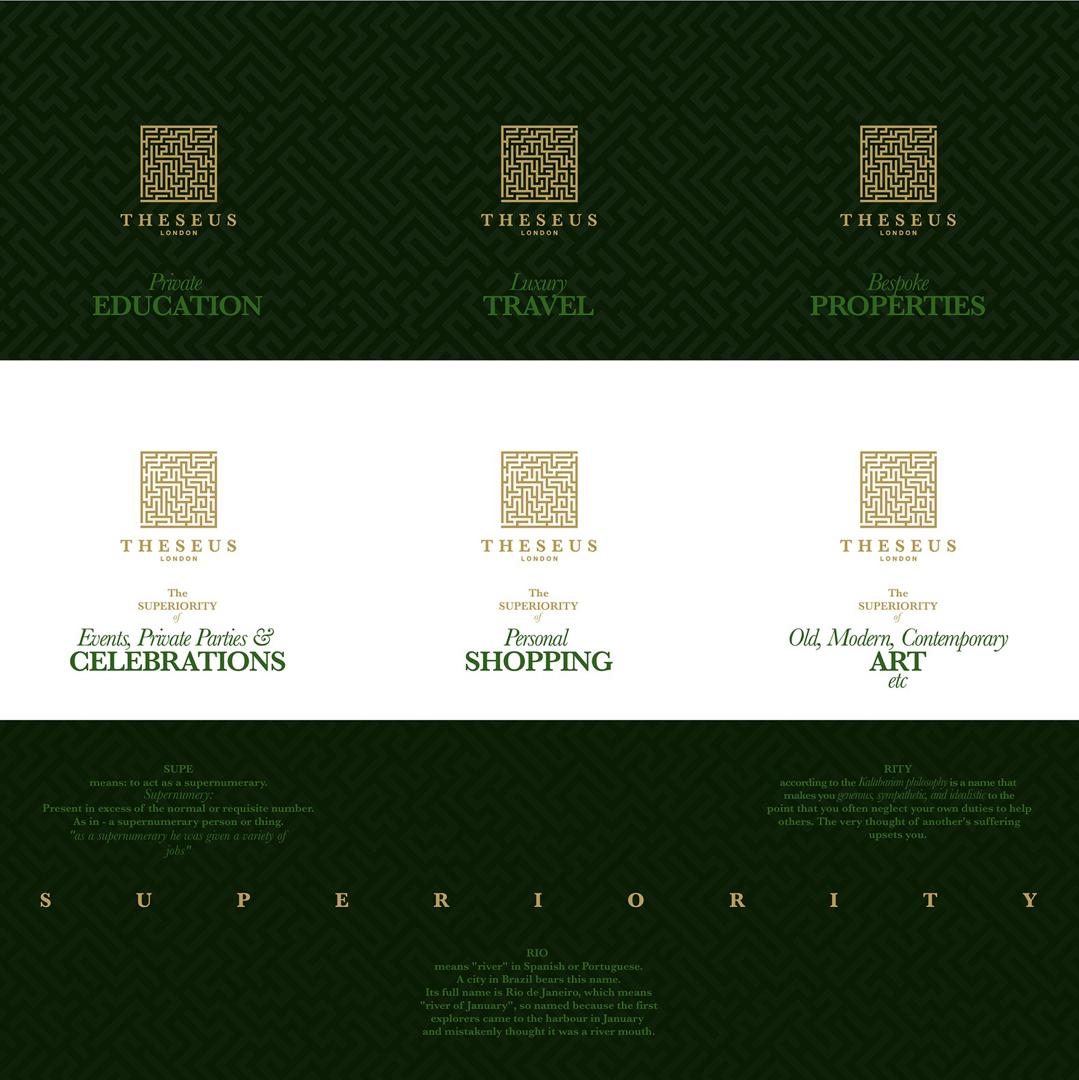 THESEUS
LONDON
Private
EDUCATION
THESEUS
LONDON
Luxury
TRAVEL
THESEUS
LONDON
Bespoke
PROPERTIES
THESEUS
LONDON
The
SUPERIORITY
of
Events, Private Parties &
CELEBRATIONS
THESEUS
LONDON
The
SUPERIORITY
of
Personal
SHOPPING
THESEUS
LONDON
The
SUPERIORITY
of
Old, Modern, Contemporary
ART
etc
SUPE
means: to act as a supernumerary.
Supernumery:
Present in excess of the normal or requisite number.
As in - a supernumerary person or thing.
"as a supernumerary he was given a variety of
jobs"
RITY
according to the Kalabarian philosophy is a name that
makes you generous, sympathetic, and idealistic to the
point that you often neglect your own duties to help
others. The very thought of another's suffering
upsets you.
S U P E R I O R I T Y
RIO
means "river" in Spanish or Portuguese.
A city in Brazil bears this name.
Its full name is Rio de Janeiro, which means
"river of January", so named because the first
explorers came to the harbour in January
and mistakenly thought it was a river mouth.